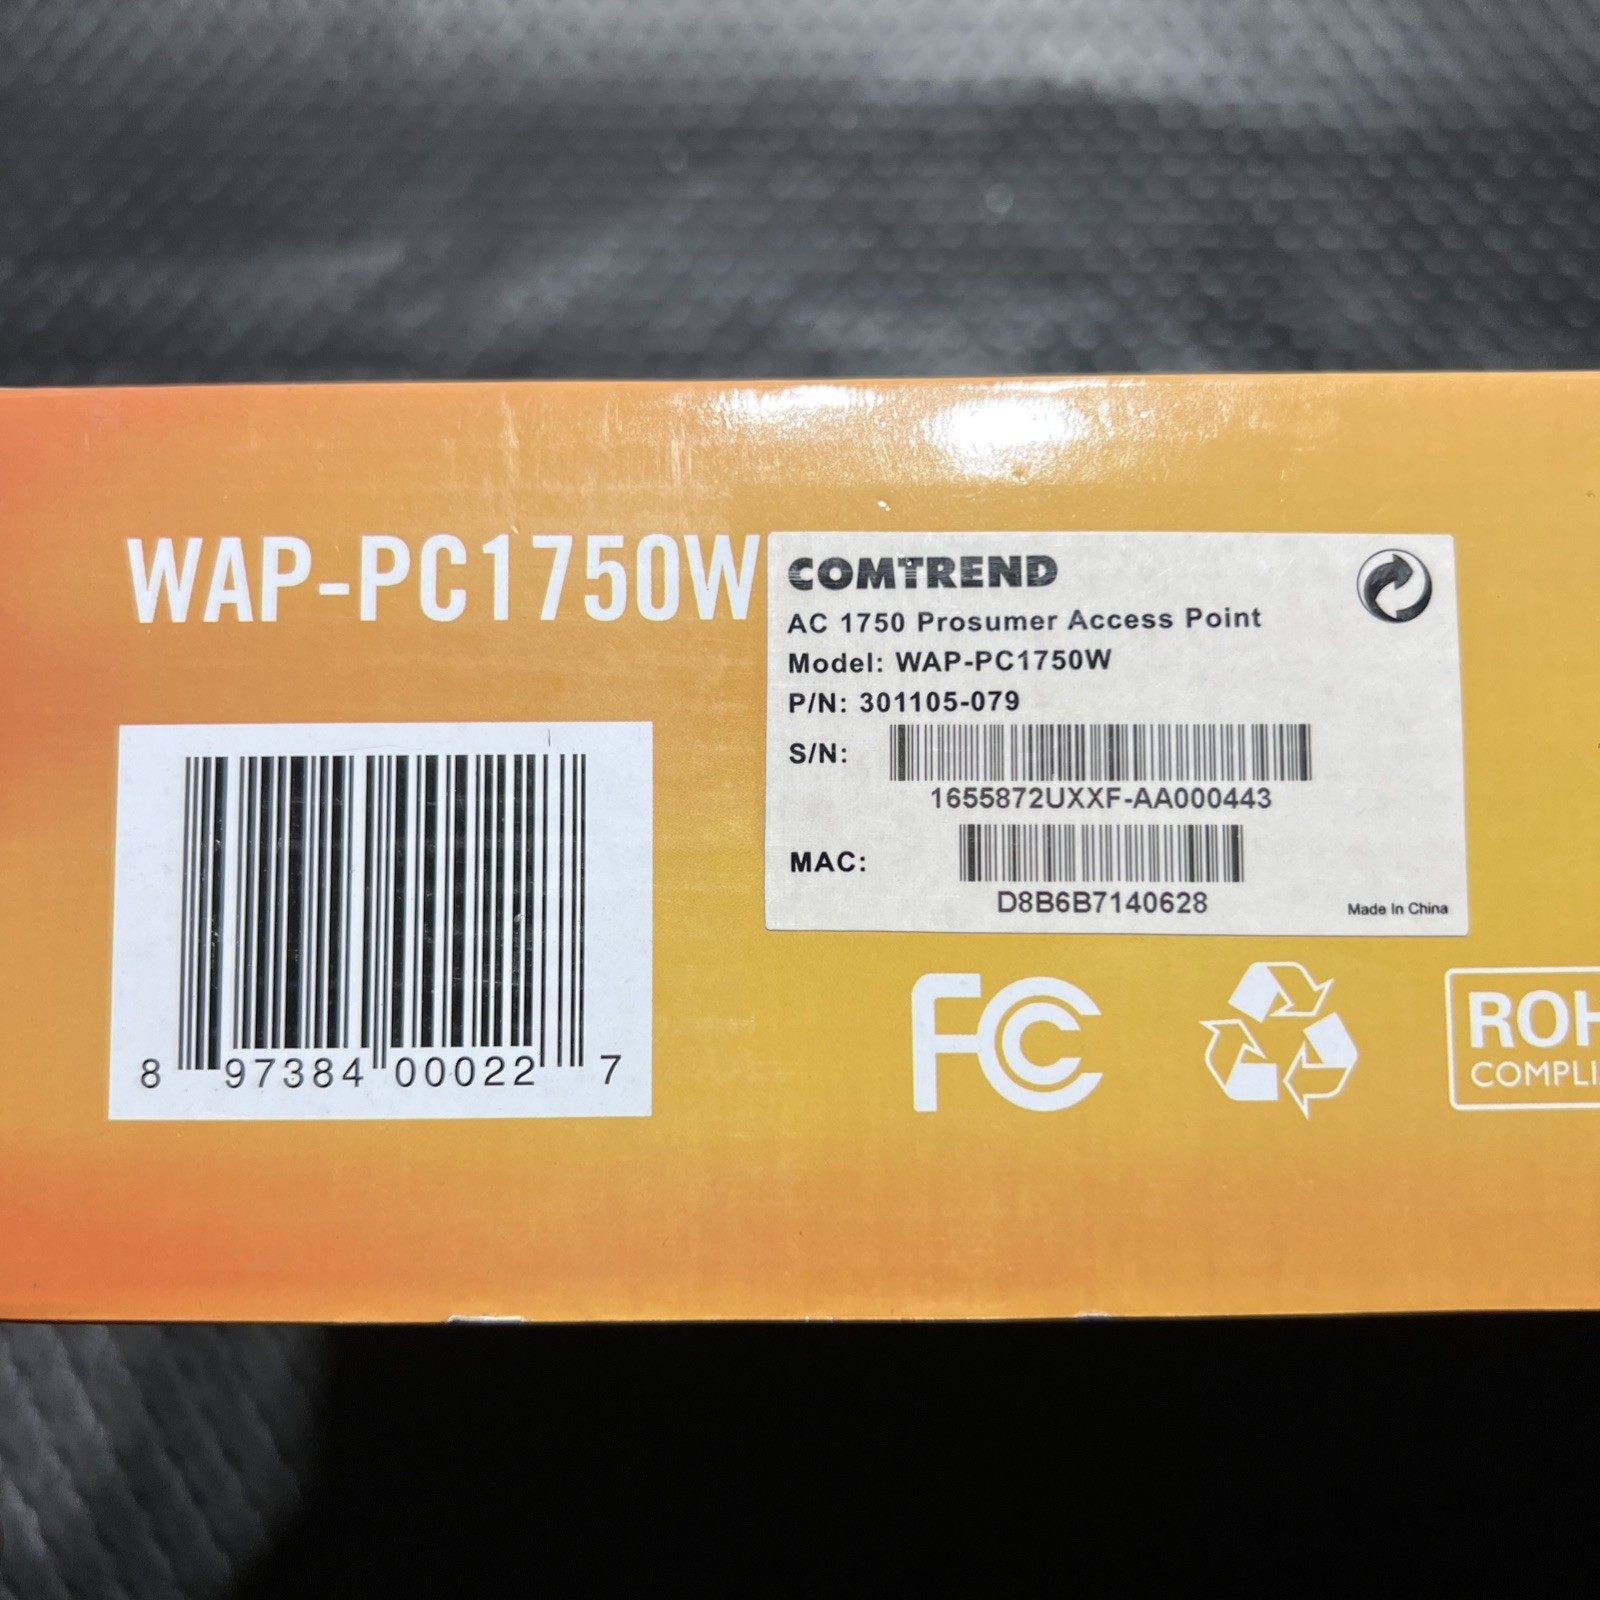 WAP-PC1750W
COMTREND
AC 1750 Prosumer Access Point
Model: WAP-PC1750W
P/N: 301105-079
S/N:
1655872UXXF-AA000443
MAC:
D8B6B7140628
Made In China
8 97384 00022 7
FC
ROH
COMPLI